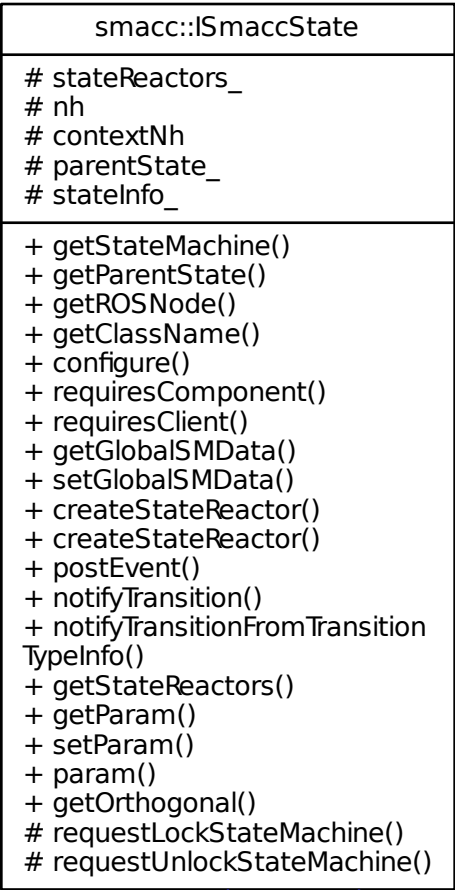 smacc::ISmaccState
# stateReactors_
# nh
# contextNh
# parentState_
# stateInfo_
+ getStateMachine()
+ getParentState()
+ getROSNode()
+ getClassName()
+ configure()
+ requiresComponent()
+ requiresClient()
+ getGlobalSMData()
+ setGlobalSMData()
+ createStateReactor()
+ createStateReactor()
+ postEvent()
+ notifyTransition()
+ notifyTransitionFromTransition
TypeInfo()
+ getStateReactors()
+ getParam()
+ setParam()
+ param()
+ getOrthogonal()
# requestLockStateMachine()
# requestUnlockStateMachine()